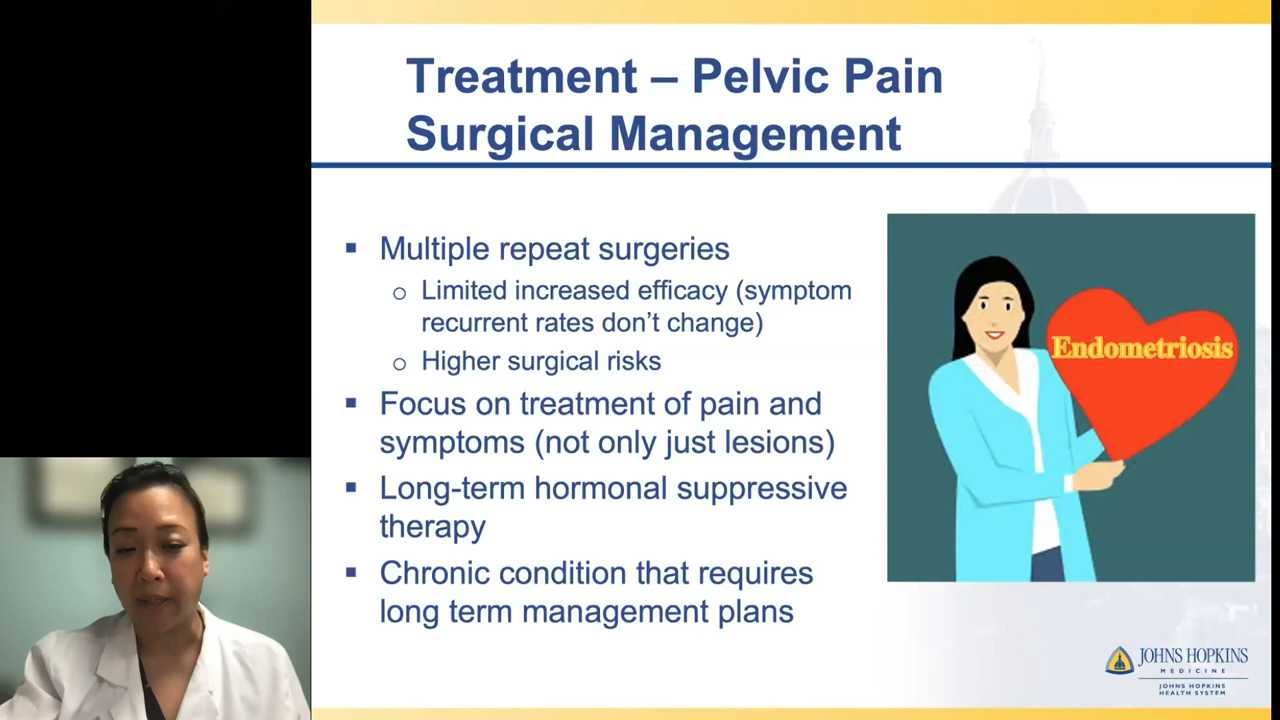 Treatment – Pelvic Pain
Surgical Management
▪ Multiple repeat surgeries
o Limited increased efficacy (symptom
recurrent rates don’t change)
o Higher surgical risks
▪ Focus on treatment of pain and
symptoms (not only just lesions)
▪ Long-term hormonal suppressive
therapy
▪ Chronic condition that requires
long term management plans
Endometriosis
JOHNS HOPKINS
MEDICINE
JOHNS HOPKINS
HEALTH SYSTEM